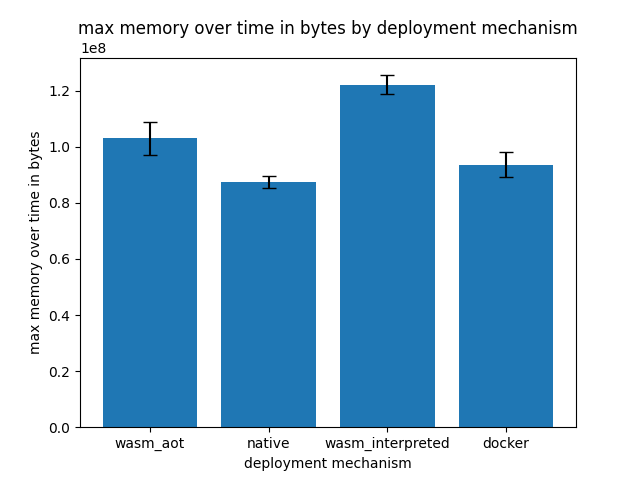 max memory over time in bytes by deployment mechanism
1e8
1.2
1.0
0.8
0.6
0.4
0.2
0.0
max memory over time in bytes
wasm_aot native wasm_interpreted docker
deployment mechanism